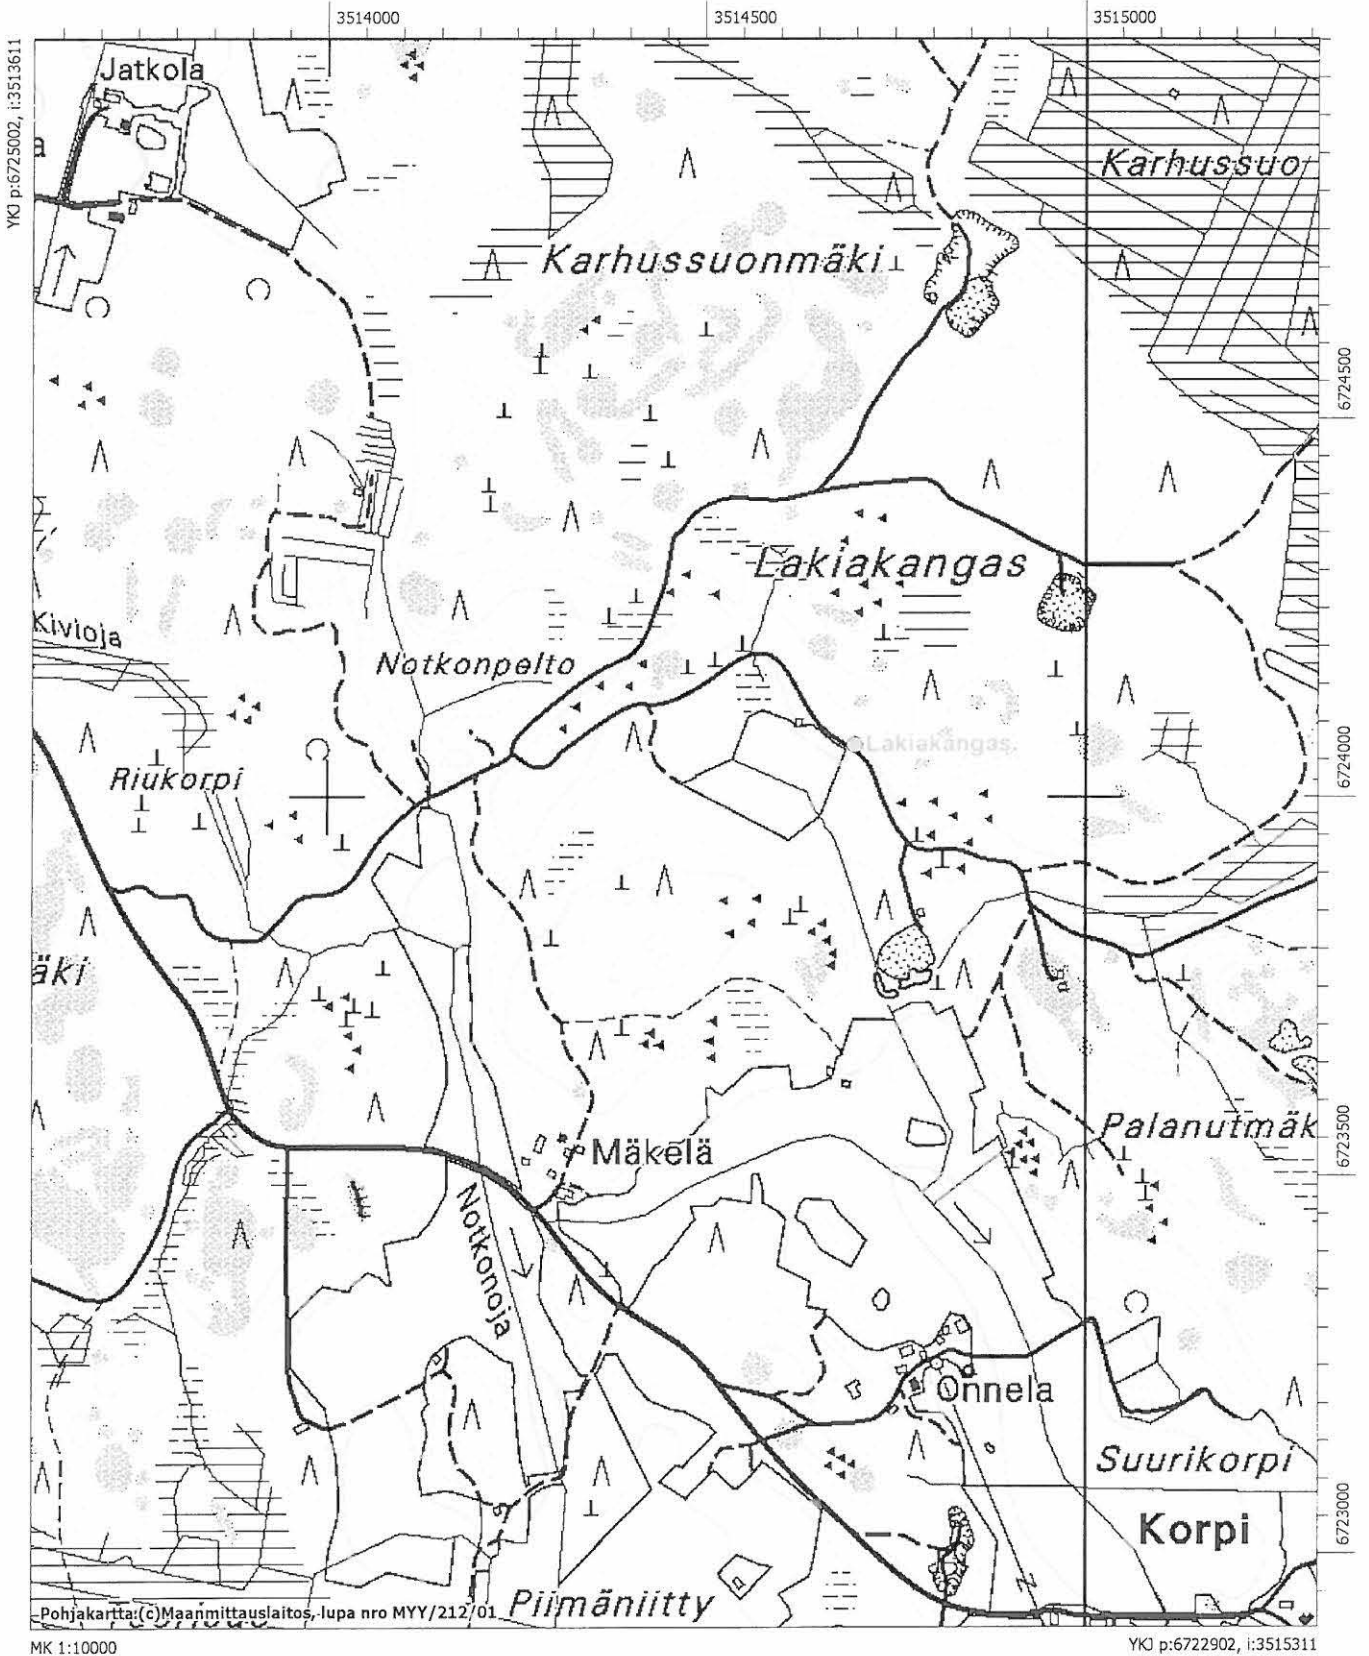 3514000
3514500
3515000
YKJ p:6725002, i:3513611
Jatkola
a
Karhussuo
Karhussuonmäki
6724500
Lakiakangas
Kivioja
Notkonpelto
Lakiakangas.
6724000
Riukorpi
äki
Palanutmäk
6723500
Mäkelä
Notkonoja
Onnela
Suurikorpi
6723000
Korpi
Piimäniitty
Pohjakartta:(c)Maanmittauslaitos, lupa nro MYY/212/01
MK 1:10000
YKJ p:6722902, i:3515311